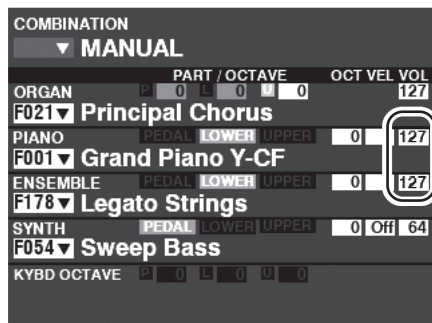 COMBINATION
▼ MANUAL
PART / OCTAVE OCT VEL VOL
ORGAN P 0 L 0 U 0 127
F021▼ Principal Chorus
PIANO PEDAL LOWER UPPER 0 127
F001▼ Grand Piano Y-CF
ENSEMBLE PEDAL LOWER UPPER 0 127
F178▼ Legato Strings
SYNTH PEDAL LOWER UPPER 0 Off 64
F054▼ Sweep Bass
KYBD OCTAVE P 0 L 0 U 0